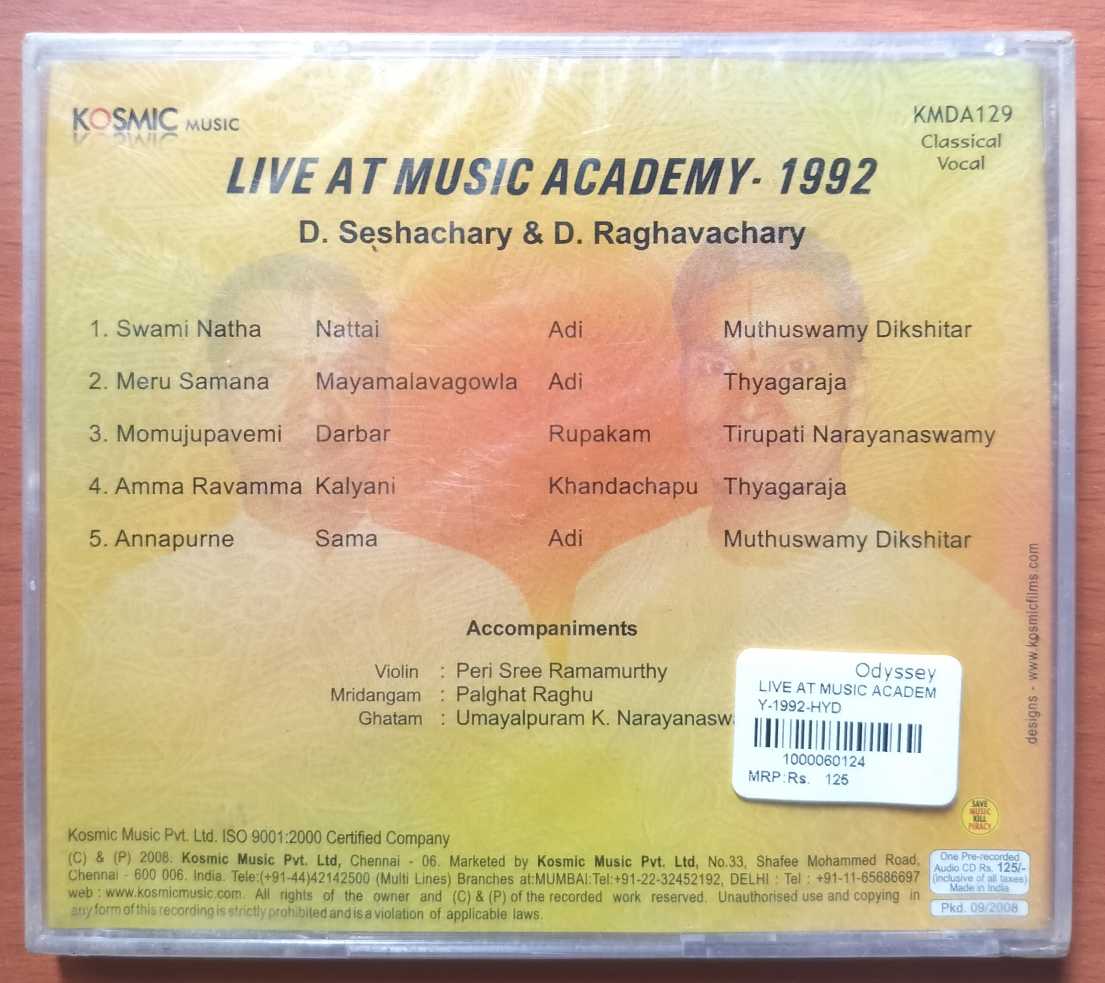 KOSMIC MUSIC
KMDA129
Classical
Vocal
LIVE AT MUSIC ACADEMY- 1992
D. Seshachary & D. Raghavachary
1. Swami Natha Nattai Adi Muthuswamy Dikshitar
2. Meru Samana Mayamalavagowla Adi Thyagaraja
3. Momujupavemi Darbar Rupakam Tirupati Narayanaswamy
4. Amma Ravamma Kalyani Khandachapu Thyagaraja
5. Annapurne Sama Adi Muthuswamy Dikshitar
Accompaniments
Violin : Peri Sree Ramamurthy
Mridangam : Palghat Raghu
Ghatam : Umayalpuram K.
designs - www.kosmicfilms.com
Odyssey
LIVE AT MUSIC ACADEM
Y-1992-HYD
1000060124
MRP:Rs. 125
SAVE
MUSIC
KILL
PIRACY
Kosmic Music Pvt. Ltd. ISO 9001:2000 Certified Company
(C) & (P) 2008. Kosmic Music Pvt. Ltd, Chennai - 06. Marketed by Kosmic Music Pvt. Ltd, No.33, Shafee Mohammed Road,
Chennai - 600 006. India. Tele:(+91-44)42142500 (Multi Lines) Branches at:MUMBAI:Tel:+91-22-32452192, DELHI : Tel : +91-11-65686697
web : www.kosmicmusic.com. All rights of the owner and (C) & (P) of the recorded work reserved. Unauthorised use and copying in
any form of this recording is strictly prohibited and is a violation of applicable laws.
One Pre-recorded
Audio CD Rs. 125/-
(Inclusive of all taxes)
Made in India
Pkd. 09/2008